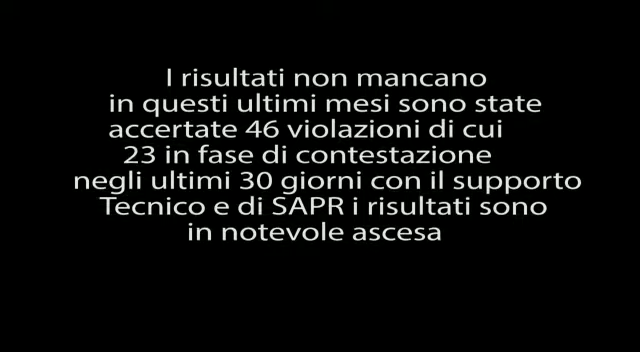 I risultati non mancano
in questi ultimi mesi sono state
accertate 46 violazioni di cui
23 in fase di contestazione
negli ultimi 30 giorni con il supporto
Tecnico e di SAPR i risultati sono
in notevole ascesa